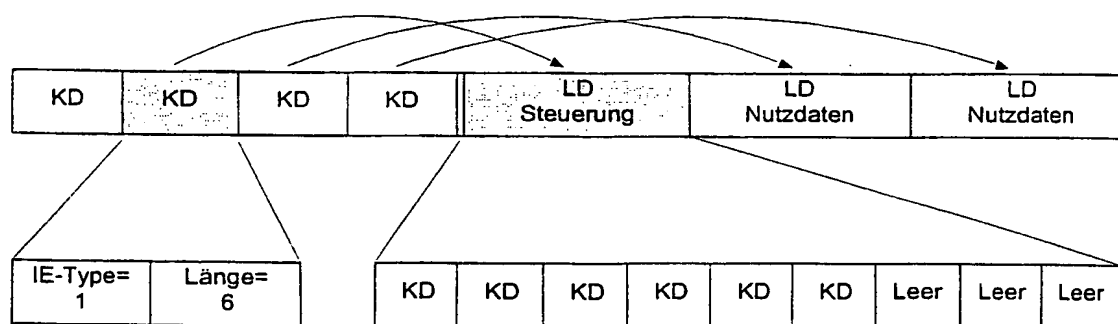 KD
KD
KD
KD
LD
Steuerung
LD
Nutzdaten
LD
Nutzdaten
IE-Type=
1
Länge=
6
KD
KD
KD
KD
KD
KD
Leer
Leer
Leer